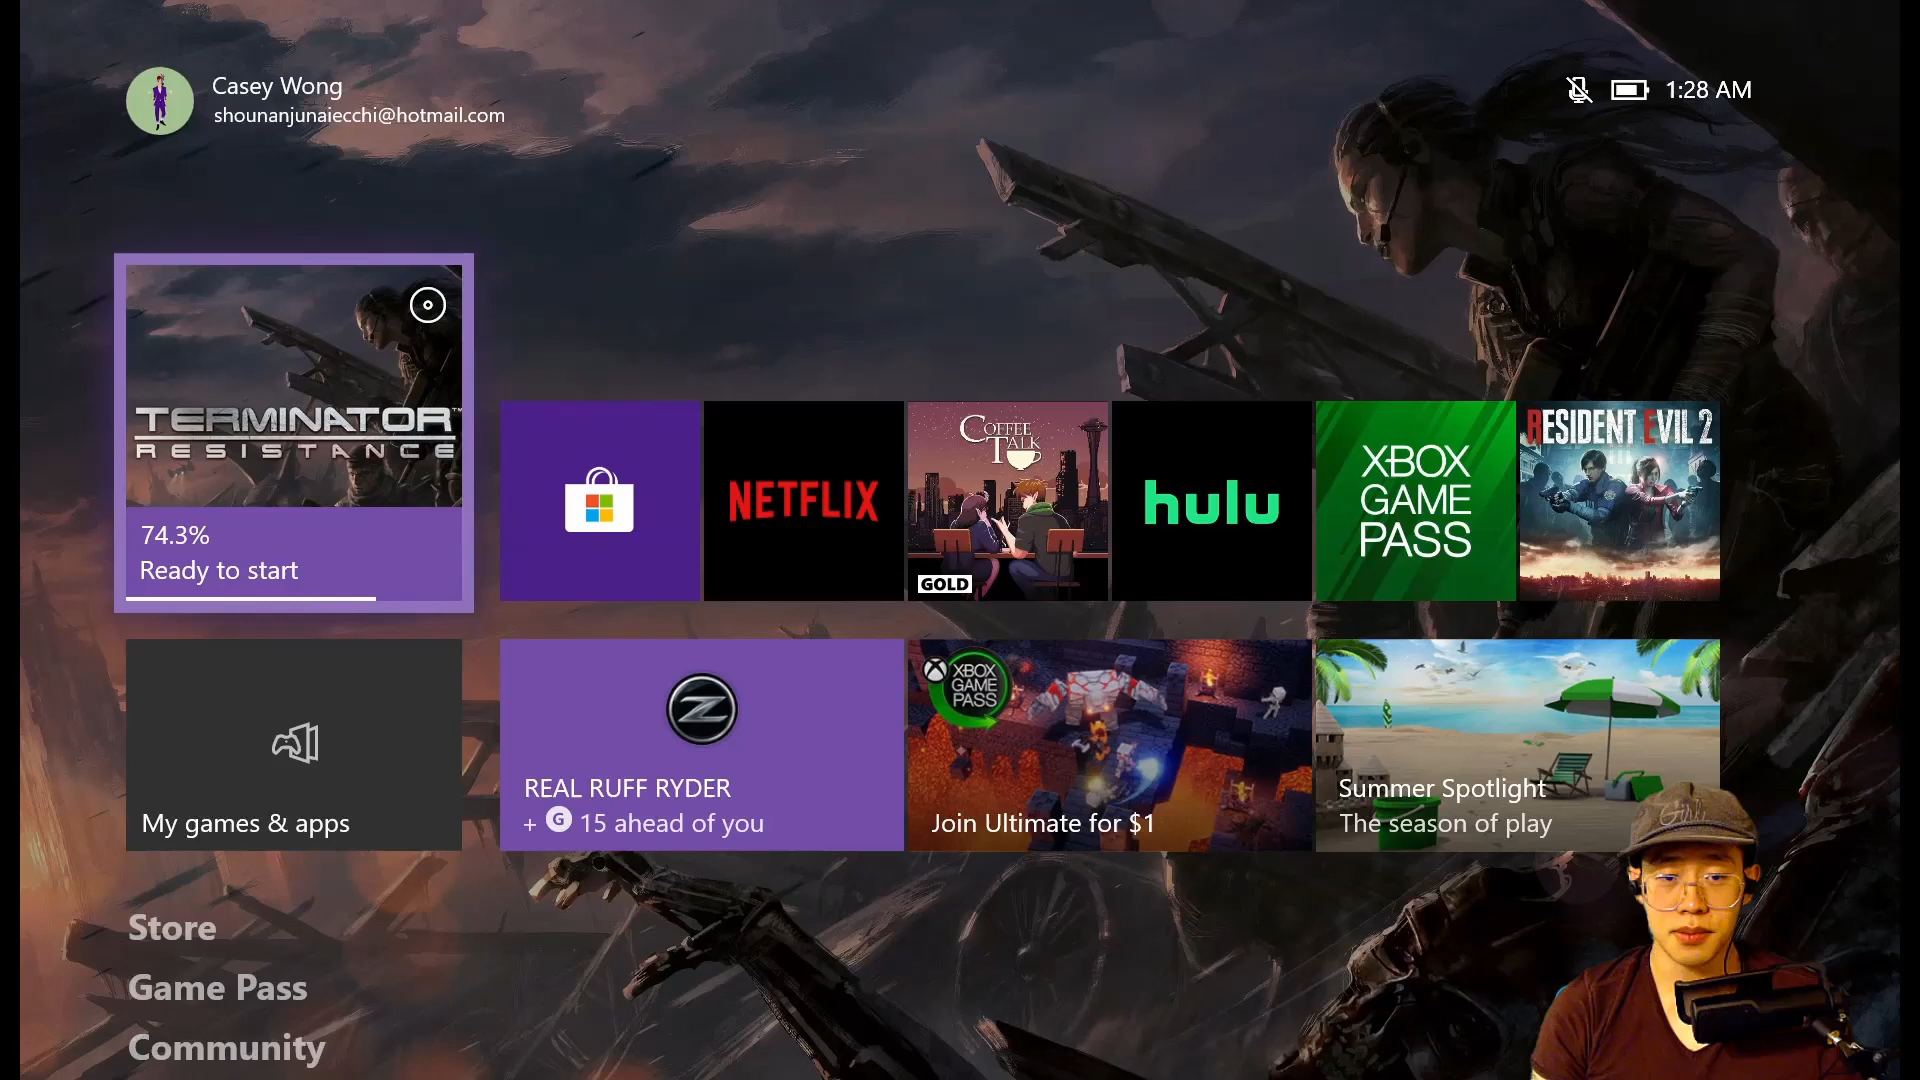 Casey Wong
shounanjunaiecchi@hotmail.com
1:28 AM
TERMINATOR™
RESISTANCE
74.3%
Ready to start
NETFLIX
COFFEE
TALK
GOLD
hulu
XBOX
GAME
PASS
RESIDENT EVIL 2
My games & apps
REAL RUFF RYDER
+ G 15 ahead of you
XBOX
GAME
PASS
Join Ultimate for $1
Summer Spotlight
The season of play
Girl
Store
Game Pass
Community